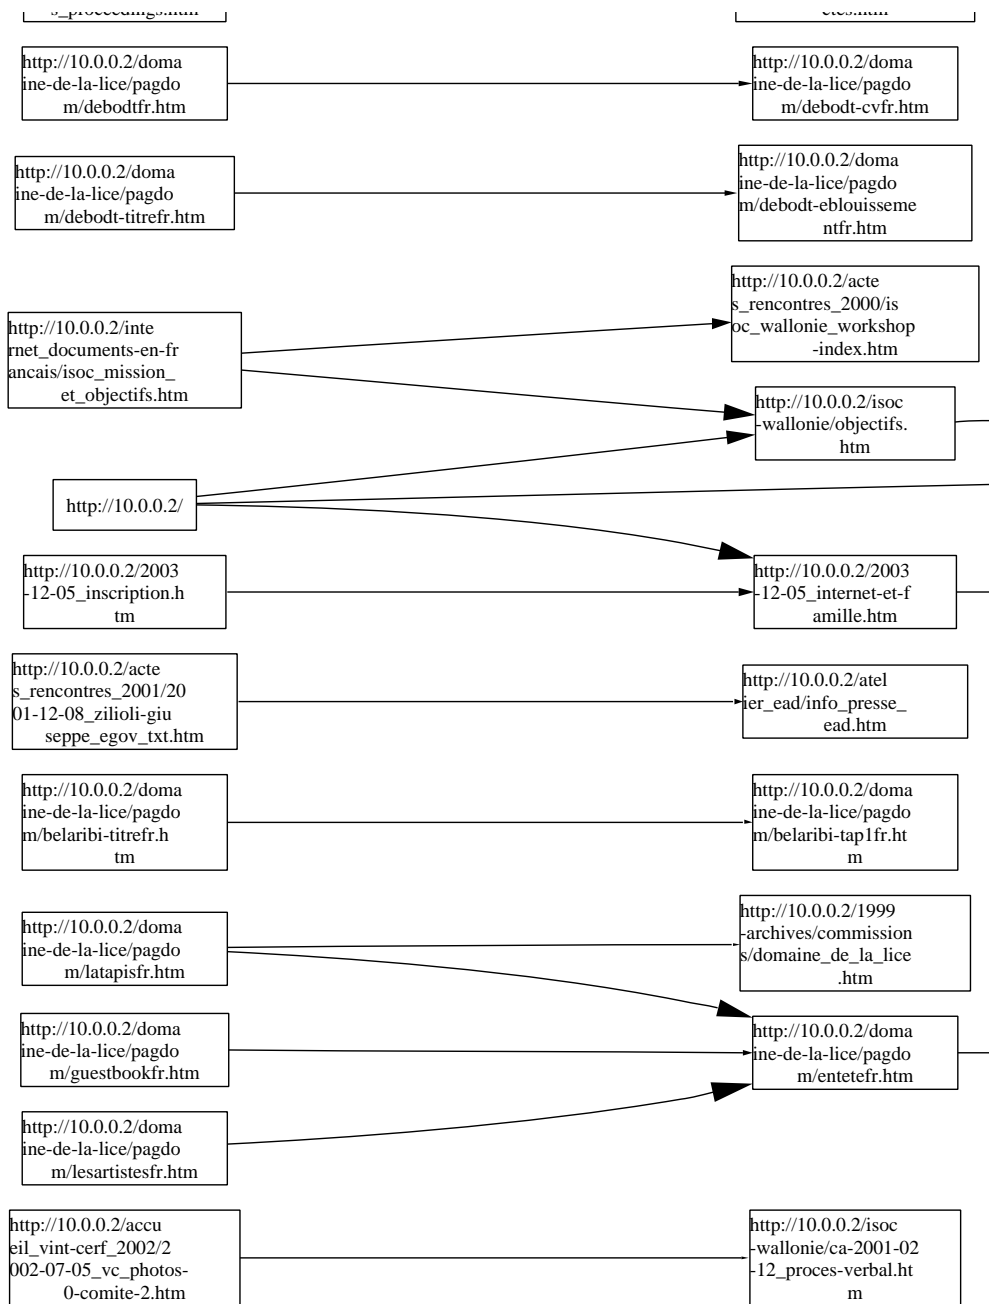 s_proceedings.htm
ctes.htm
http://10.0.0.2/doma
ine-de-la-lice/pagdo
m/debodtfr.htm
http://10.0.0.2/doma
ine-de-la-lice/pagdo
m/debodt-cvfr.htm
http://10.0.0.2/doma
ine-de-la-lice/pagdo
m/debodt-titrefr.htm
http://10.0.0.2/doma
ine-de-la-lice/pagdo
m/debodt-eblouisseme
ntfr.htm
http://10.0.0.2/inte
rnet_documents-en-fr
ancais/isoc_mission_
et_objectifs.htm
http://10.0.0.2/acte
s_rencontres_2000/is
oc_wallonie_workshop
-index.htm
http://10.0.0.2/isoc
-wallonie/objectifs.
htm
http://10.0.0.2/
http://10.0.0.2/2003
-12-05_inscription.h
tm
http://10.0.0.2/2003
-12-05_internet-et-f
amille.htm
http://10.0.0.2/acte
s_rencontres_2001/20
01-12-08_zilioli-giu
seppe_egov_txt.htm
http://10.0.0.2/atel
ier_ead/info_presse_
ead.htm
http://10.0.0.2/doma
ine-de-la-lice/pagdo
m/belaribi-titrefr.h
tm
http://10.0.0.2/doma
ine-de-la-lice/pagdo
m/belaribi-tap1fr.ht
m
http://10.0.0.2/doma
ine-de-la-lice/pagdo
m/latapisfr.htm
http://10.0.0.2/1999
-archives/commission
s/domaine_de_la_lice
.htm
http://10.0.0.2/doma
ine-de-la-lice/pagdo
m/guestbookfr.htm
http://10.0.0.2/doma
ine-de-la-lice/pagdo
m/entetefr.htm
http://10.0.0.2/doma
ine-de-la-lice/pagdo
m/lesartistesfr.htm
http://10.0.0.2/accu
eil_vint-cerf_2002/2
002-07-05_vc_photos-
0-comite-2.htm
http://10.0.0.2/isoc
-wallonie/ca-2001-02
-12_proces-verbal.ht
m